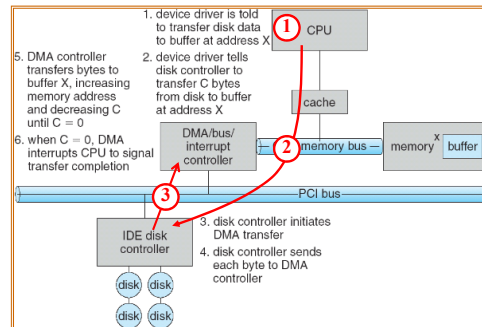 1. device driver is told
to transfer disk data
to buffer at address X
2. device driver tells
disk controller to
transfer C bytes
from disk to buffer
at address X
5. DMA controller
transfers bytes to
buffer X, increasing
memory address
and decreasing C
until C = 0
6. when C = 0, DMA
interrupts CPU to signal
transfer completion
1
CPU
cache
DMA/bus/
interrupt
controller
2
memory bus
memory
X
buffer
3
PCI bus
IDE disk
controller
3. disk controller initiates
DMA transfer
4. disk controller sends
each byte to DMA
controller
disk
disk
disk
disk